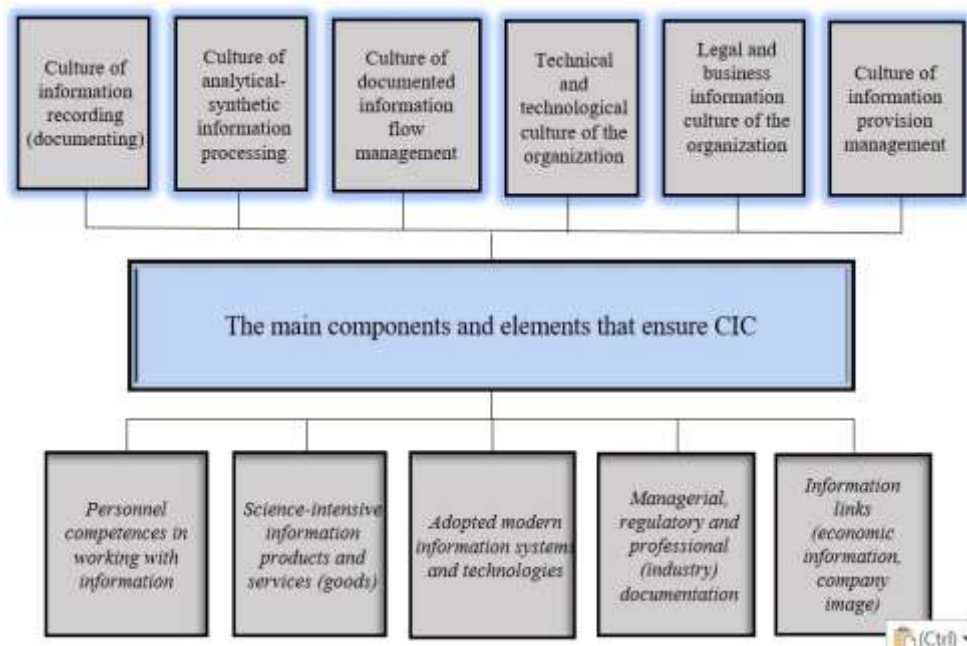 Culture of
information
recording
(documenting)
Culture of
analytical-
synthetic
information
processing
Culture of
documented
information
flow
management
Technical
and
technological
culture of the
organization
Legal and
business
information
culture of the
organization
Culture of
information
provision
management
The main components and elements that ensure CIC
Personnel
competences in
working with
information
Science-intensive
information
products and
services (goods)
Adopted modern
information systems
and technologies
Managerial,
regulatory and
professional
(industry)
documentation
Information
links
(economic
information,
company
image)
(Ctrl)